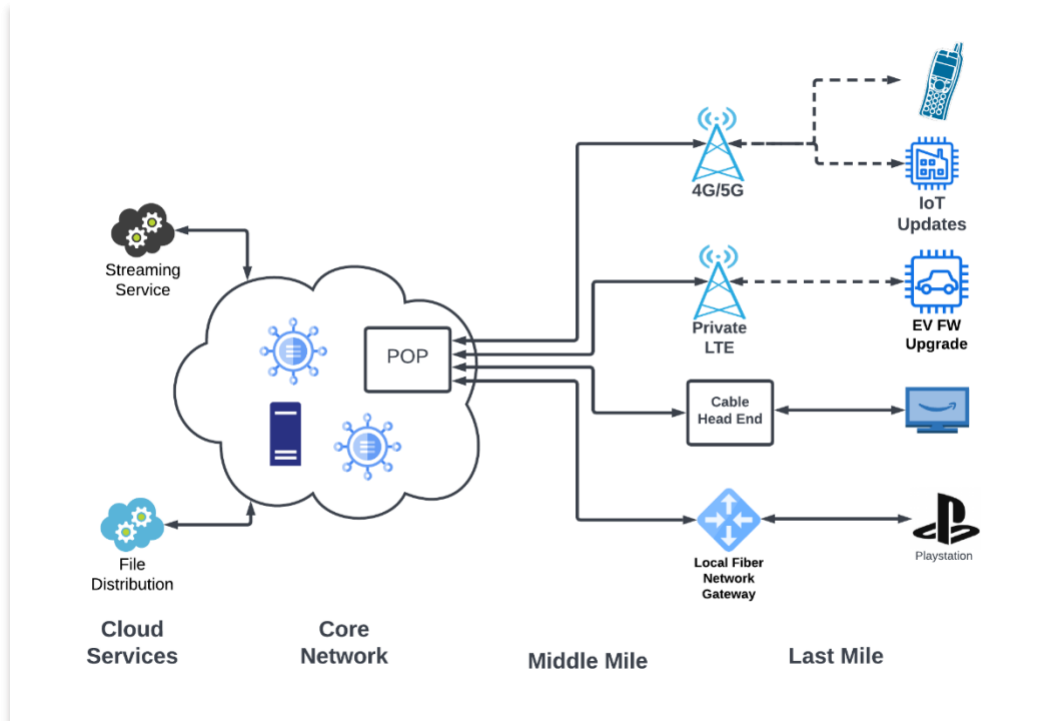 4G/5G
IoT
Updates
Streaming
Service
Private
LTE
EV FW
Upgrade
POP
Cable
Head End
Playstation
File
Distribution
Local Fiber
Network
Gateway
Cloud
Services
Core
Network
Middle Mile
Last Mile